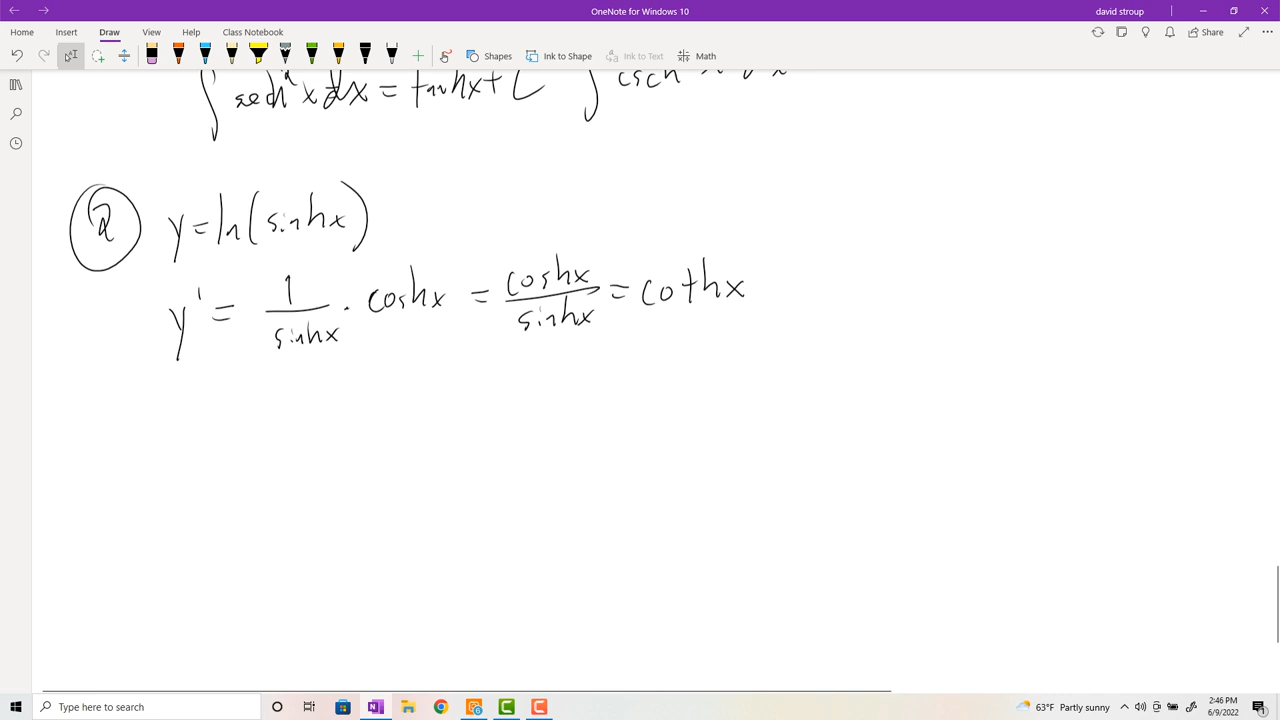 OneNote for Windows 10
david stroup
Home Insert Draw View Help Class Notebook
Share
Shapes Ink to Shape Ink to Text Math
∫ sech² x dx = tanhx + C ∫ csch
② y = ln(sinhx)
y' = 1/sinhx · coshx = coshx/sinhx = cothx
Type here to search
63°F Partly sunny
2:46 PM
6/9/2022